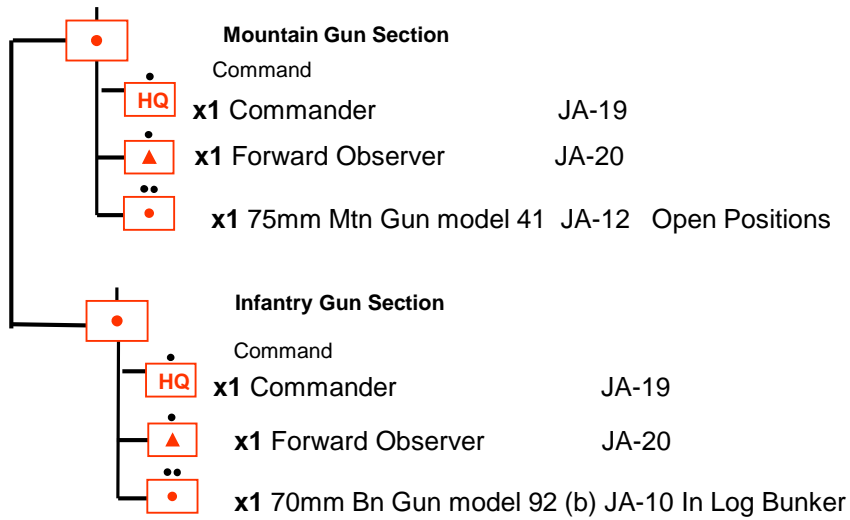 Mountain Gun Section
Command
HQ x1 Commander JA-19
x1 Forward Observer JA-20
x1 75mm Mtn Gun model 41 JA-12 Open Positions
Infantry Gun Section
Command
HQ x1 Commander JA-19
x1 Forward Observer JA-20
x1 70mm Bn Gun model 92 (b) JA-10 In Log Bunker